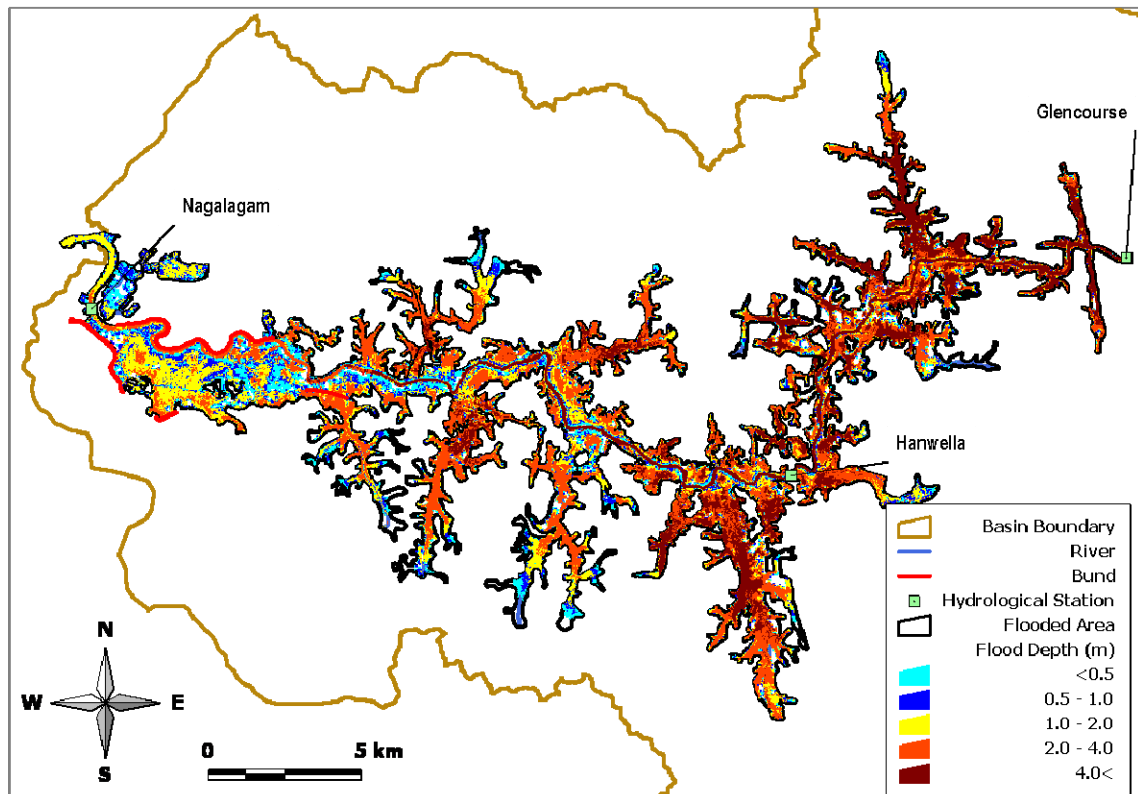 Glencourse
Nagalagam
Hanwella
Basin Boundary
River
Bund
Hydrological Station
Flooded Area
Flood Depth (m)
<0.5
0.5 - 1.0
1.0 - 2.0
2.0 - 4.0
4.0<
N
W E
S
0 5 km